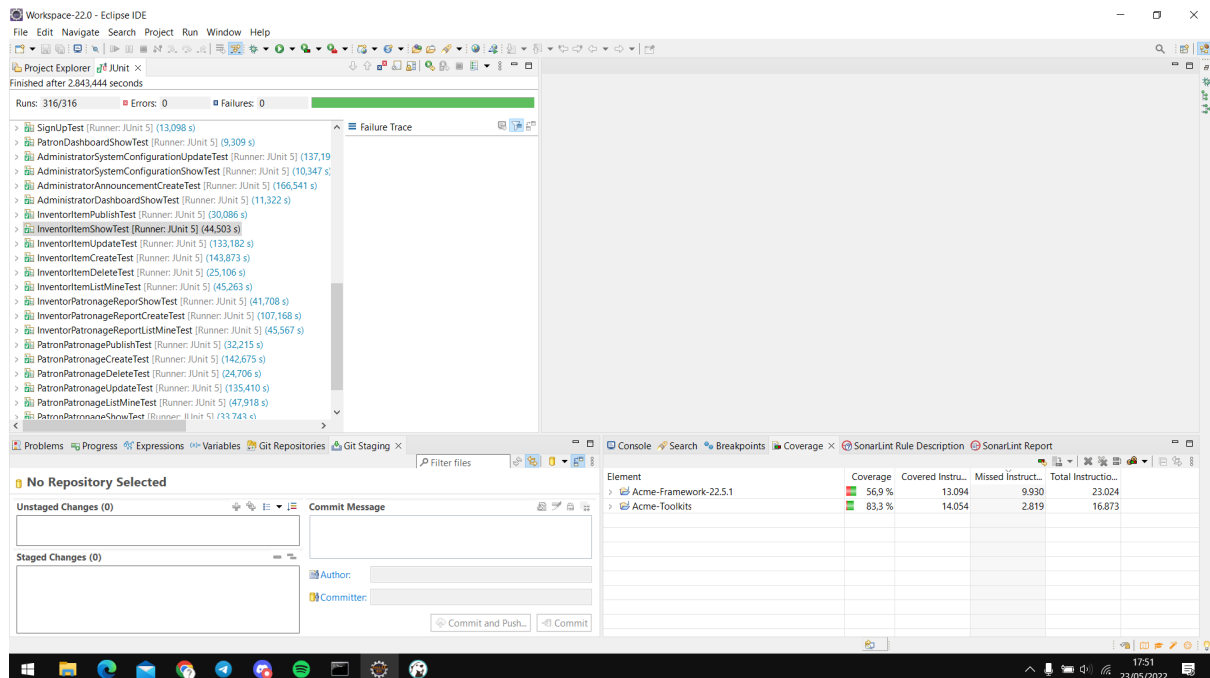 Workspace-22.0 - Eclipse IDE
File Edit Navigate Search Project Run Window Help
Project Explorer JUnit
Finished after 2.843,444 seconds
Runs: 316/316 Errors: 0 Failures: 0
SignUpTest [Runner: JUnit 5] (13,098 s)
Failure Trace
PatronDashboardShowTest [Runner: JUnit 5] (9,309 s)
AdministratorSystemConfigurationUpdateTest [Runner: JUnit 5] (137,19
AdministratorSystemConfigurationShowTest [Runner: JUnit 5] (10,347 s)
AdministratorAnnouncementCreateTest [Runner: JUnit 5] (166,541 s)
AdministratorDashboardShowTest [Runner: JUnit 5] (11,322 s)
InventorItemPublishTest [Runner: JUnit 5] (30,086 s)
InventorItemShowTest [Runner: JUnit 5] (44,503 s)
InventorItemUpdateTest [Runner: JUnit 5] (133,182 s)
InventorItemCreateTest [Runner: JUnit 5] (143,873 s)
InventorItemDeleteTest [Runner: JUnit 5] (25,106 s)
InventorItemListMineTest [Runner: JUnit 5] (45,263 s)
InventorPatronageReporShowTest [Runner: JUnit 5] (41,708 s)
InventorPatronageReportCreateTest [Runner: JUnit 5] (107,168 s)
InventorPatronageReportListMineTest [Runner: JUnit 5] (45,567 s)
PatronPatronagePublishTest [Runner: JUnit 5] (32,215 s)
PatronPatronageCreateTest [Runner: JUnit 5] (142,675 s)
PatronPatronageDeleteTest [Runner: JUnit 5] (24,706 s)
PatronPatronageUpdateTest [Runner: JUnit 5] (135,410 s)
PatronPatronageListMineTest [Runner: JUnit 5] (47,918 s)
PatronPatronageShowTest [Runner: JUnit 5] (33,743 s)
Problems Progress Expressions Variables Git Repositories Git Staging
Filter files
No Repository Selected
Unstaged Changes (0)
Commit Message
Staged Changes (0)
Author:
Committer:
Commit and Push... Commit
Console Search Breakpoints Coverage SonarLint Rule Description SonarLint Report
Element Coverage Covered Instru... Missed Instruct... Total Instructio...
Acme-Framework-22.5.1 56,9 % 13.094 9.930 23.024
Acme-Toolkits 83,3 % 14.054 2.819 16.873
17:51
23/05/2022